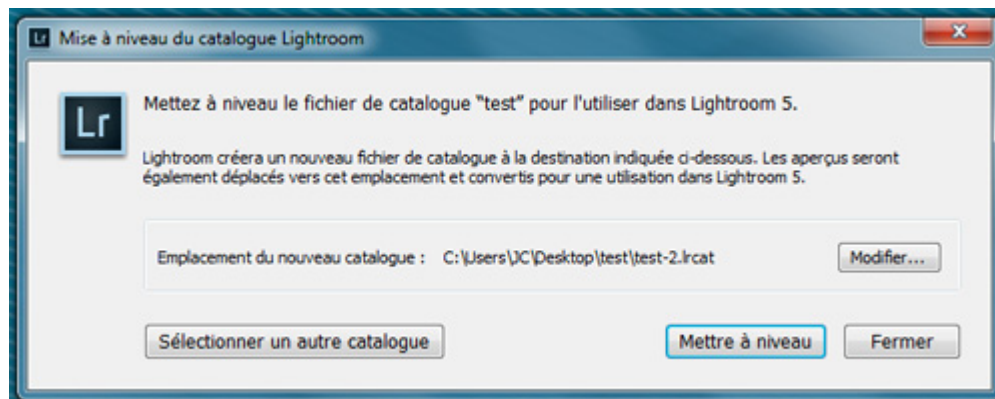 Lr Mise à niveau du catalogue Lightroom
Lr
Mettez à niveau le fichier de catalogue “test” pour l'utiliser dans Lightroom 5.
Lightroom créera un nouveau fichier de catalogue à la destination indiquée ci-dessous. Les aperçus seront
également déplacés vers cet emplacement et convertis pour une utilisation dans Lightroom 5.
Emplacement du nouveau catalogue : C:\Users\JC\Desktop\test\test-2.lrcat Modifier...
Sélectionner un autre catalogue Mettre à niveau Fermer